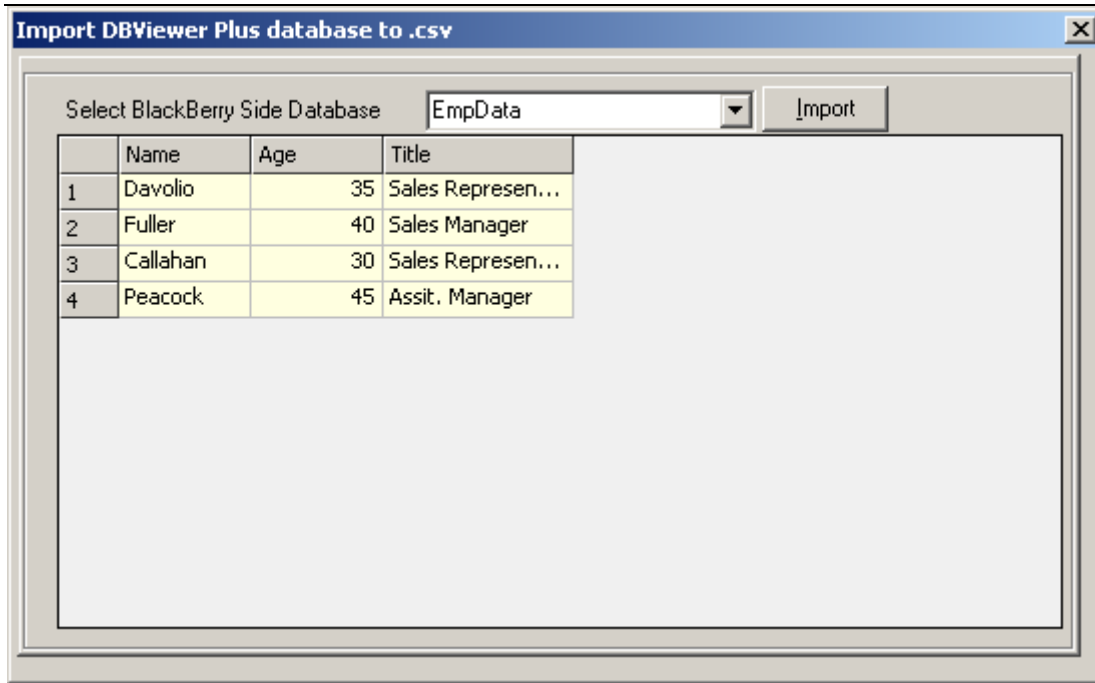 Import DBViewer Plus database to .csv
Select BlackBerry Side Database EmpData Import
Name Age Title
1 Davolio 35 Sales Represen...
2 Fuller 40 Sales Manager
3 Callahan 30 Sales Represen...
4 Peacock 45 Assit. Manager